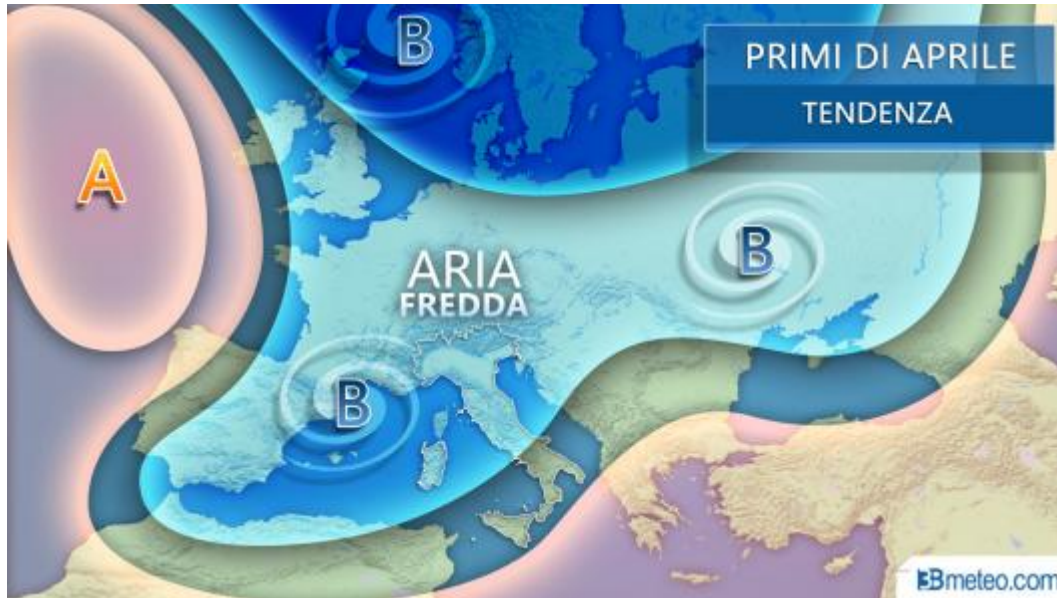 B
PRIMI DI APRILE
TENDENZA
A
B
ARIA
FREDDA
B
3Bmeteo.com